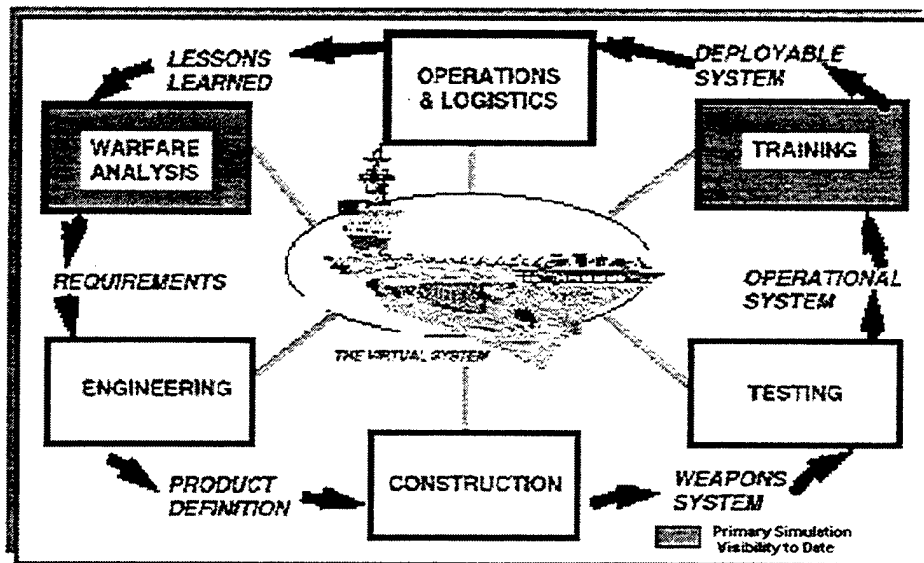 LESSONS
LEARNED
OPERATIONS
& LOGISTICS
DEPLOYABLE
SYSTEM
WARFARE
ANALYSIS
TRAINING
REQUIREMENTS
OPERATIONAL
SYSTEM
THE VIRTUAL SYSTEM
ENGINEERING
TESTING
PRODUCT
DEFINITION
CONSTRUCTION
WEAPONS
SYSTEM
Primary Simulation
Visibility to Date